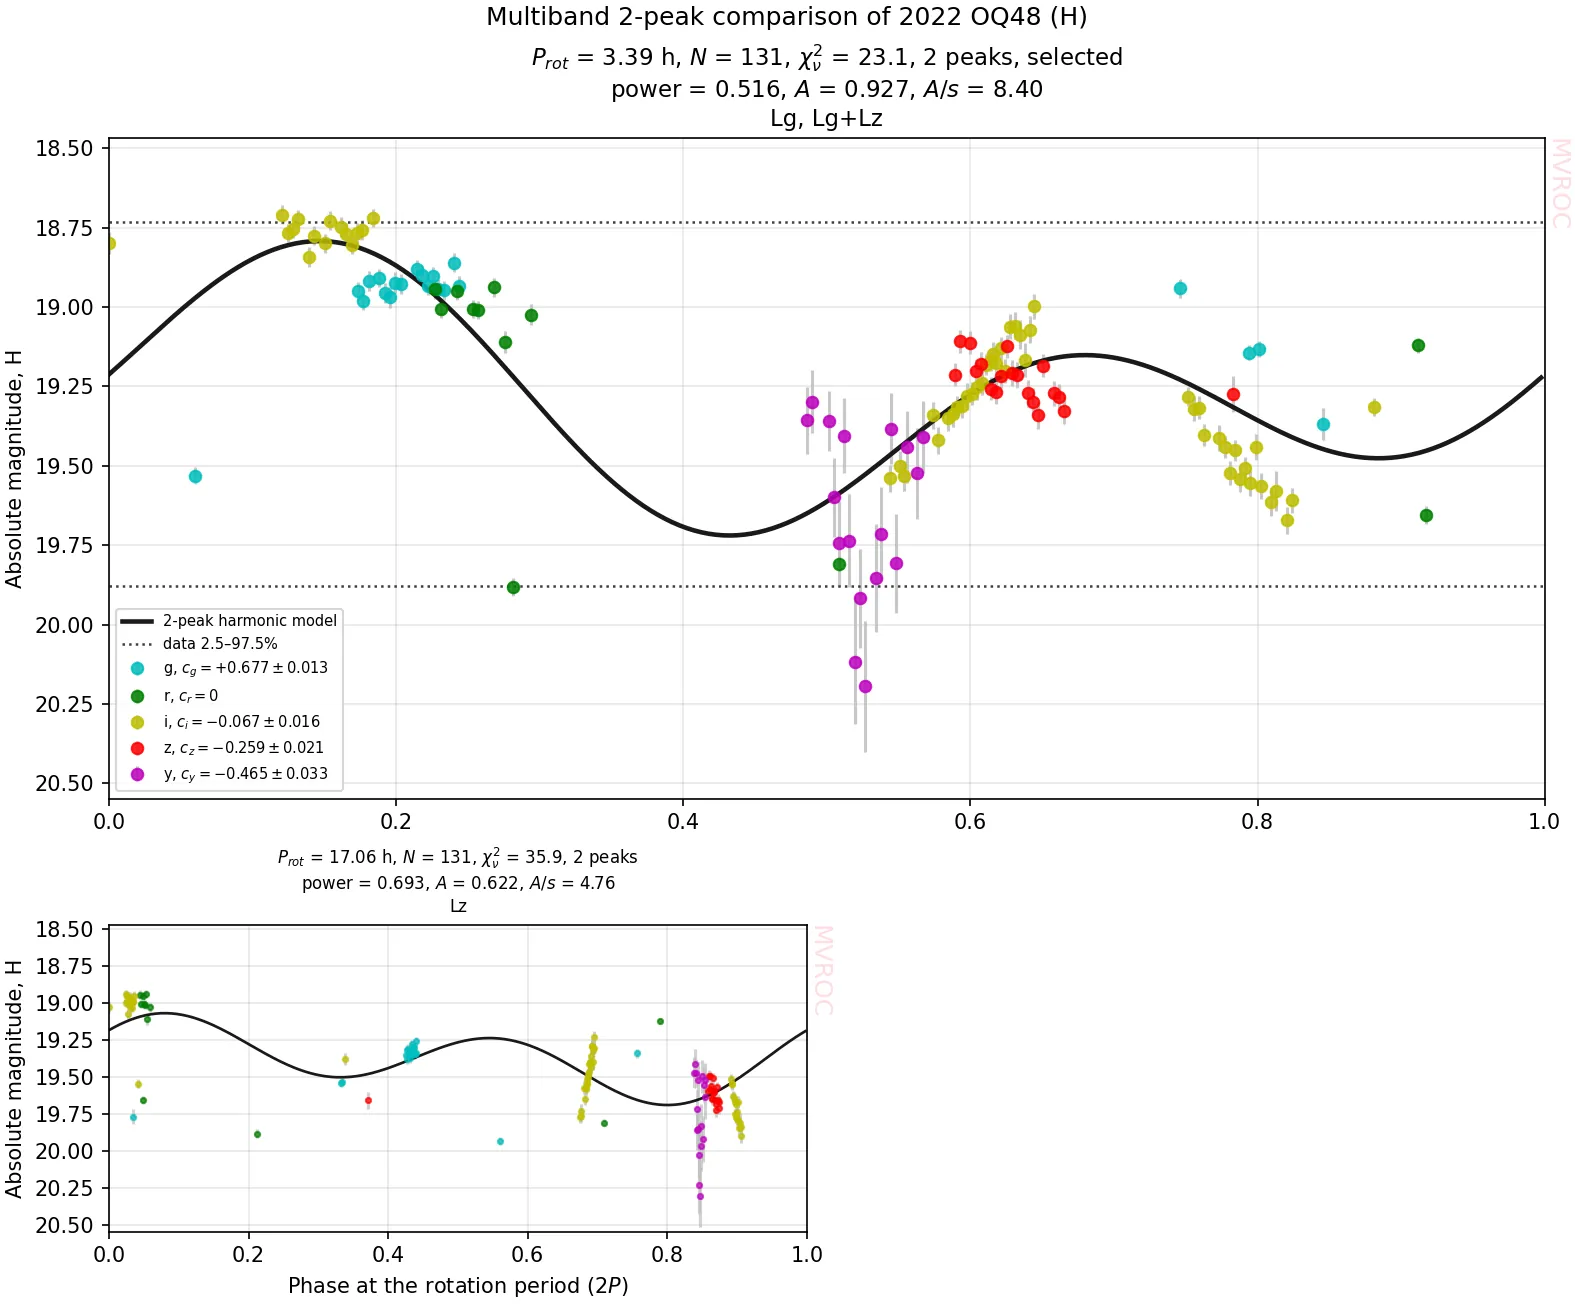 Multiband 2-peak comparison of 2022 OQ48 (H)
P_rot = 3.39 h, N = 131, χ²_ν = 23.1, 2 peaks, selected
power = 0.516, A = 0.927, A/s = 8.40
Lg, Lg+Lz
MVROC
Absolute magnitude, H
18.50
18.75
19.00
19.25
19.50
19.75
20.00
20.25
20.50
2-peak harmonic model
data 2.5–97.5%
g, c_g = +0.677 ± 0.013
r, c_r = 0
i, c_i = −0.067 ± 0.016
z, c_z = −0.259 ± 0.021
y, c_y = −0.465 ± 0.033
0.0 0.2 0.4 0.6 0.8 1.0
P_rot = 17.06 h, N = 131, χ²_ν = 35.9, 2 peaks
power = 0.693, A = 0.622, A/s = 4.76
Lz
MVROC
Absolute magnitude, H
18.50
18.75
19.00
19.25
19.50
19.75
20.00
20.25
20.50
0.0 0.2 0.4 0.6 0.8 1.0
Phase at the rotation period (2P)